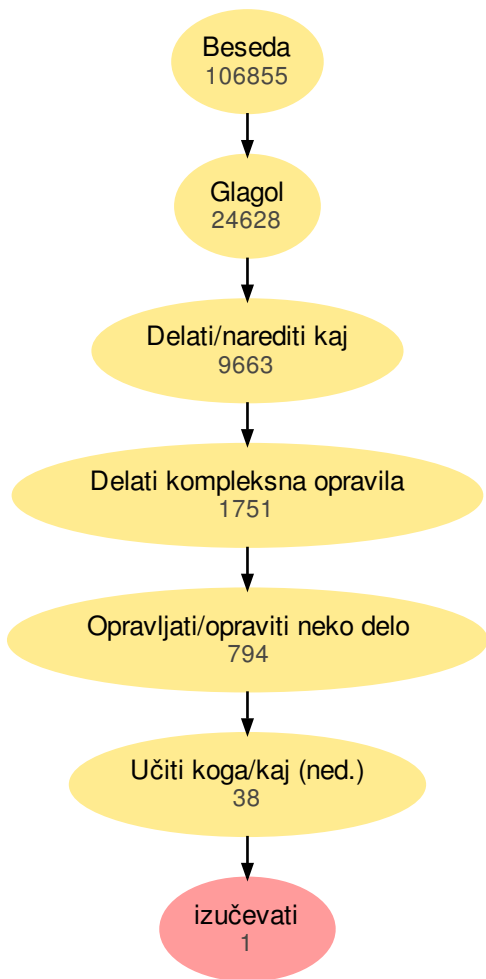 Beseda
106855
Glagol
24628
Delati/narediti kaj
9663
Delati kompleksna opravila
1751
Opravljati/opraviti neko delo
794
Učiti koga/kaj (ned.)
38
izučevati
1